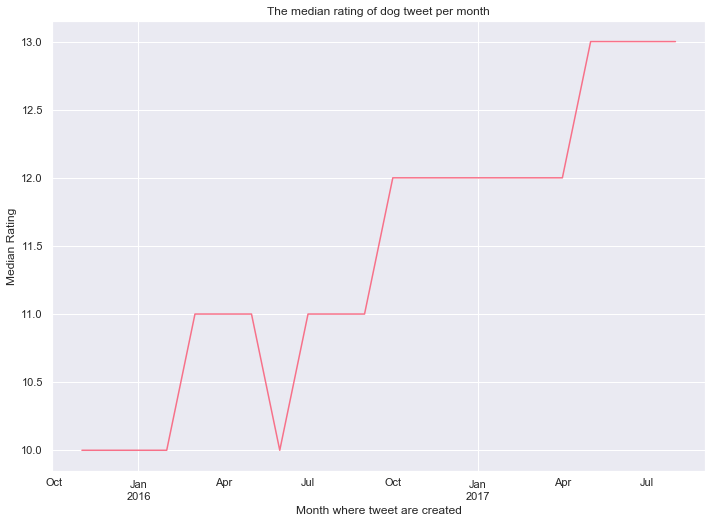 The median rating of dog tweet per month
Median Rating
13.0
12.5
12.0
11.5
11.0
10.5
10.0
Oct Jan Apr Jul Oct Jan Apr Jul
2016 2017
Month where tweet are created